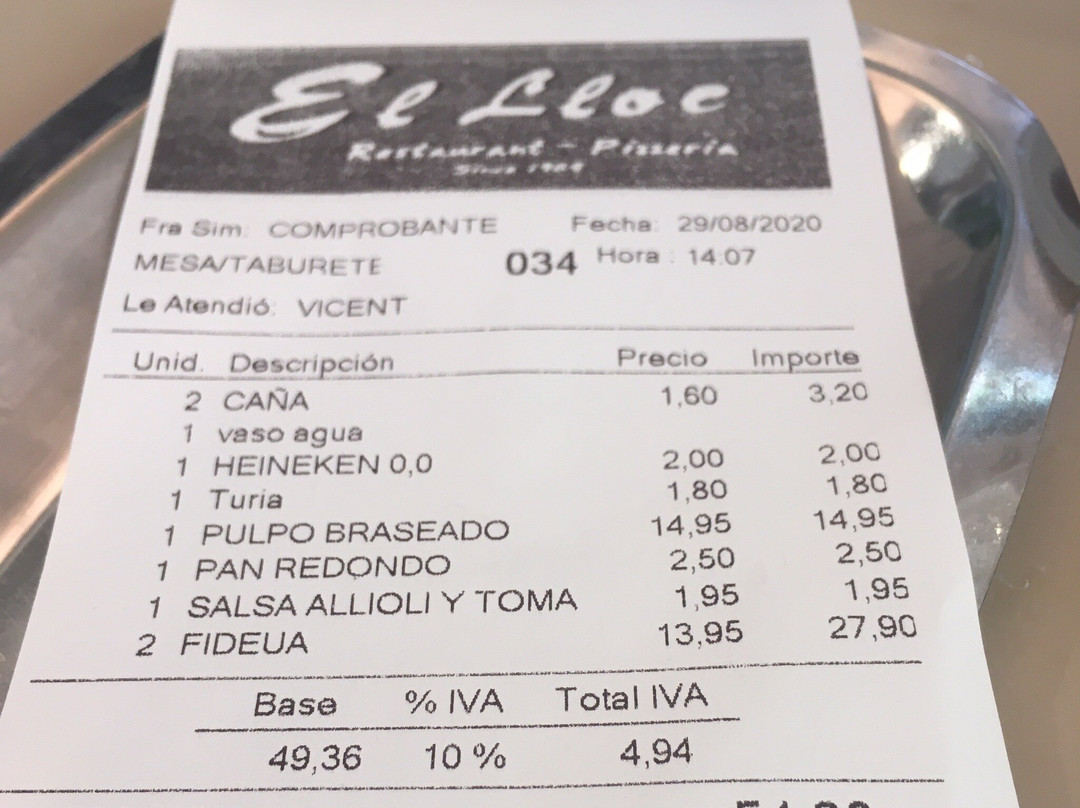 El Lloc
Restaurant - Pizzeria
Since 1989
Fra Sim: COMPROBANTE Fecha: 29/08/2020
MESA/TABURETE 034 Hora : 14:07
Le Atendió: VICENT
Unid. Descripción Precio Importe
2 CAÑA 1,60 3,20
1 vaso agua
1 HEINEKEN 0,0 2,00 2,00
1 Turia 1,80 1,80
1 PULPO BRASEADO 14,95 14,95
1 PAN REDONDO 2,50 2,50
1 SALSA ALLIOLI Y TOMA 1,95 1,95
2 FIDEUA 13,95 27,90
Base % IVA Total IVA
49,36 10 % 4,94